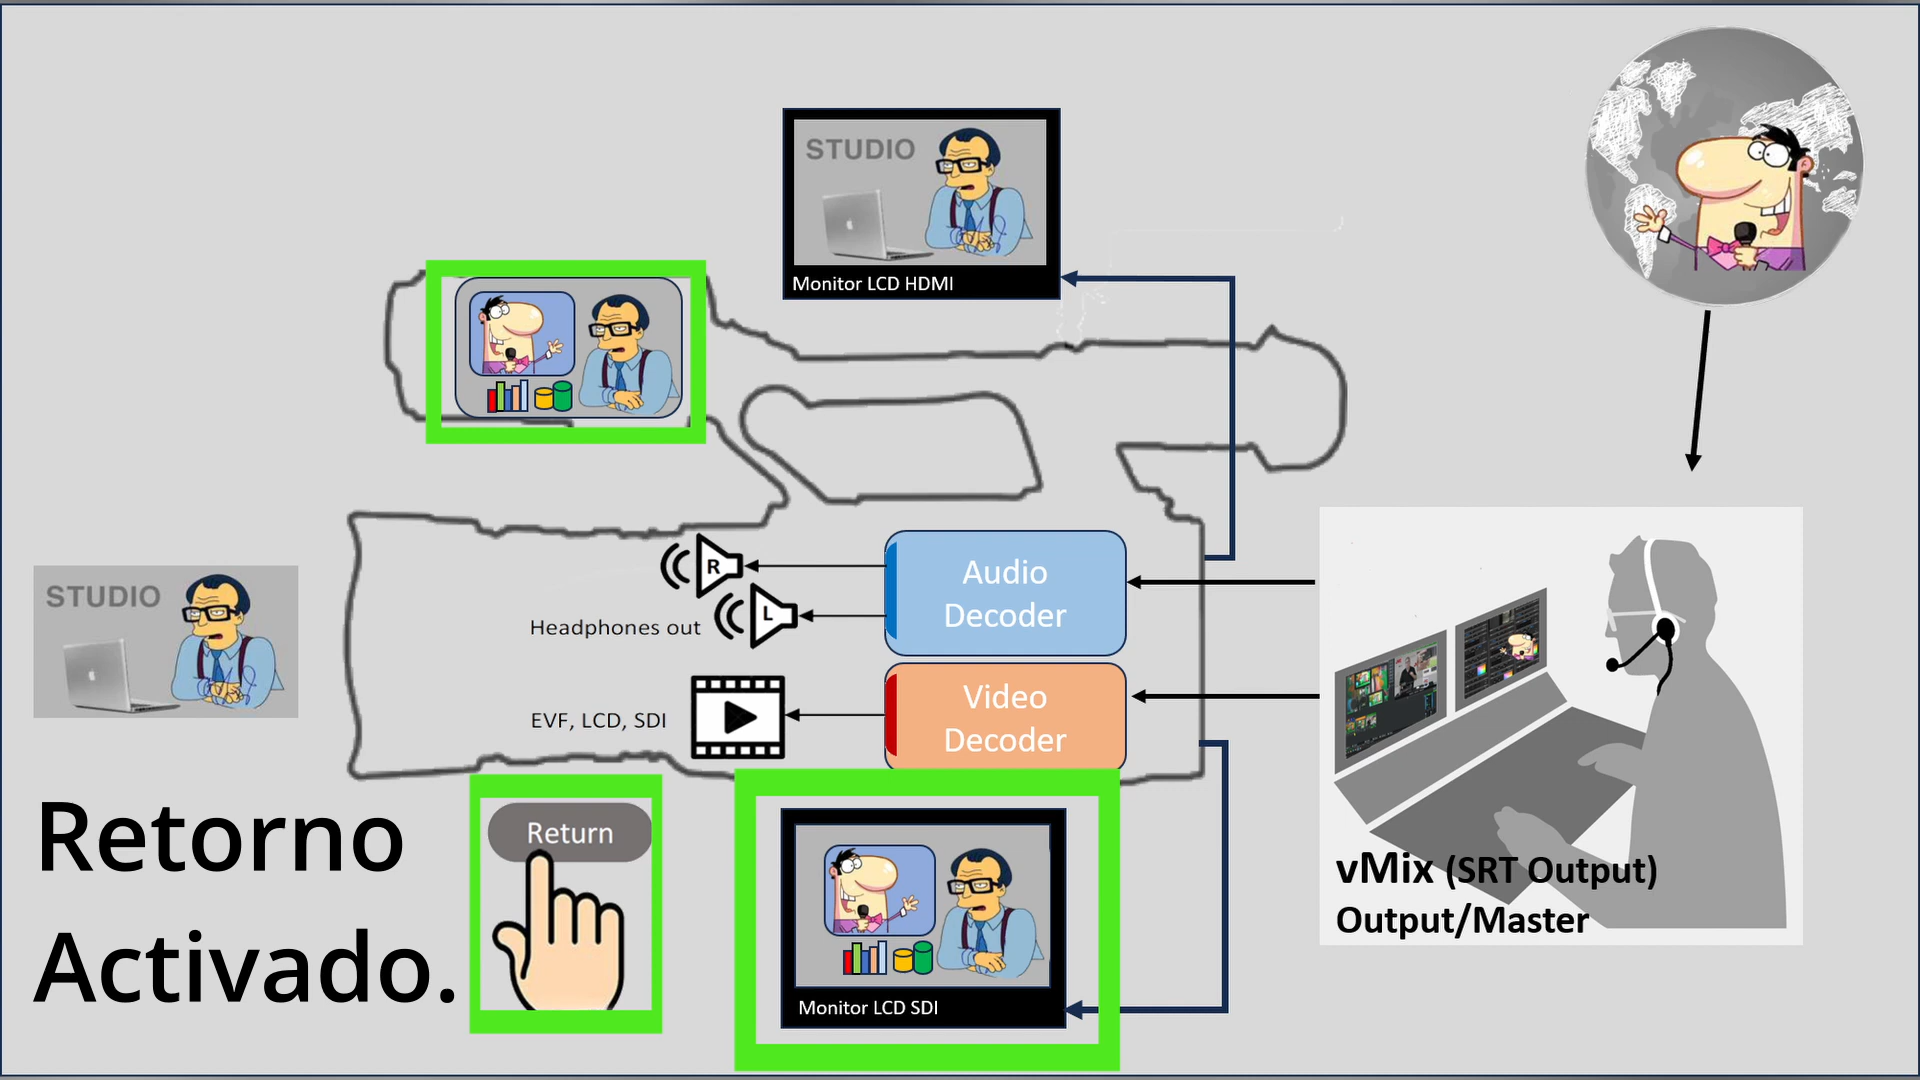 STUDIO
Monitor LCD HDMI
R
L
Headphones out
Audio
Decoder
STUDIO
EVF, LCD, SDI
Video
Decoder
Retorno
Activado.
Return
Monitor LCD SDI
vMix (SRT Output)
Output/Master